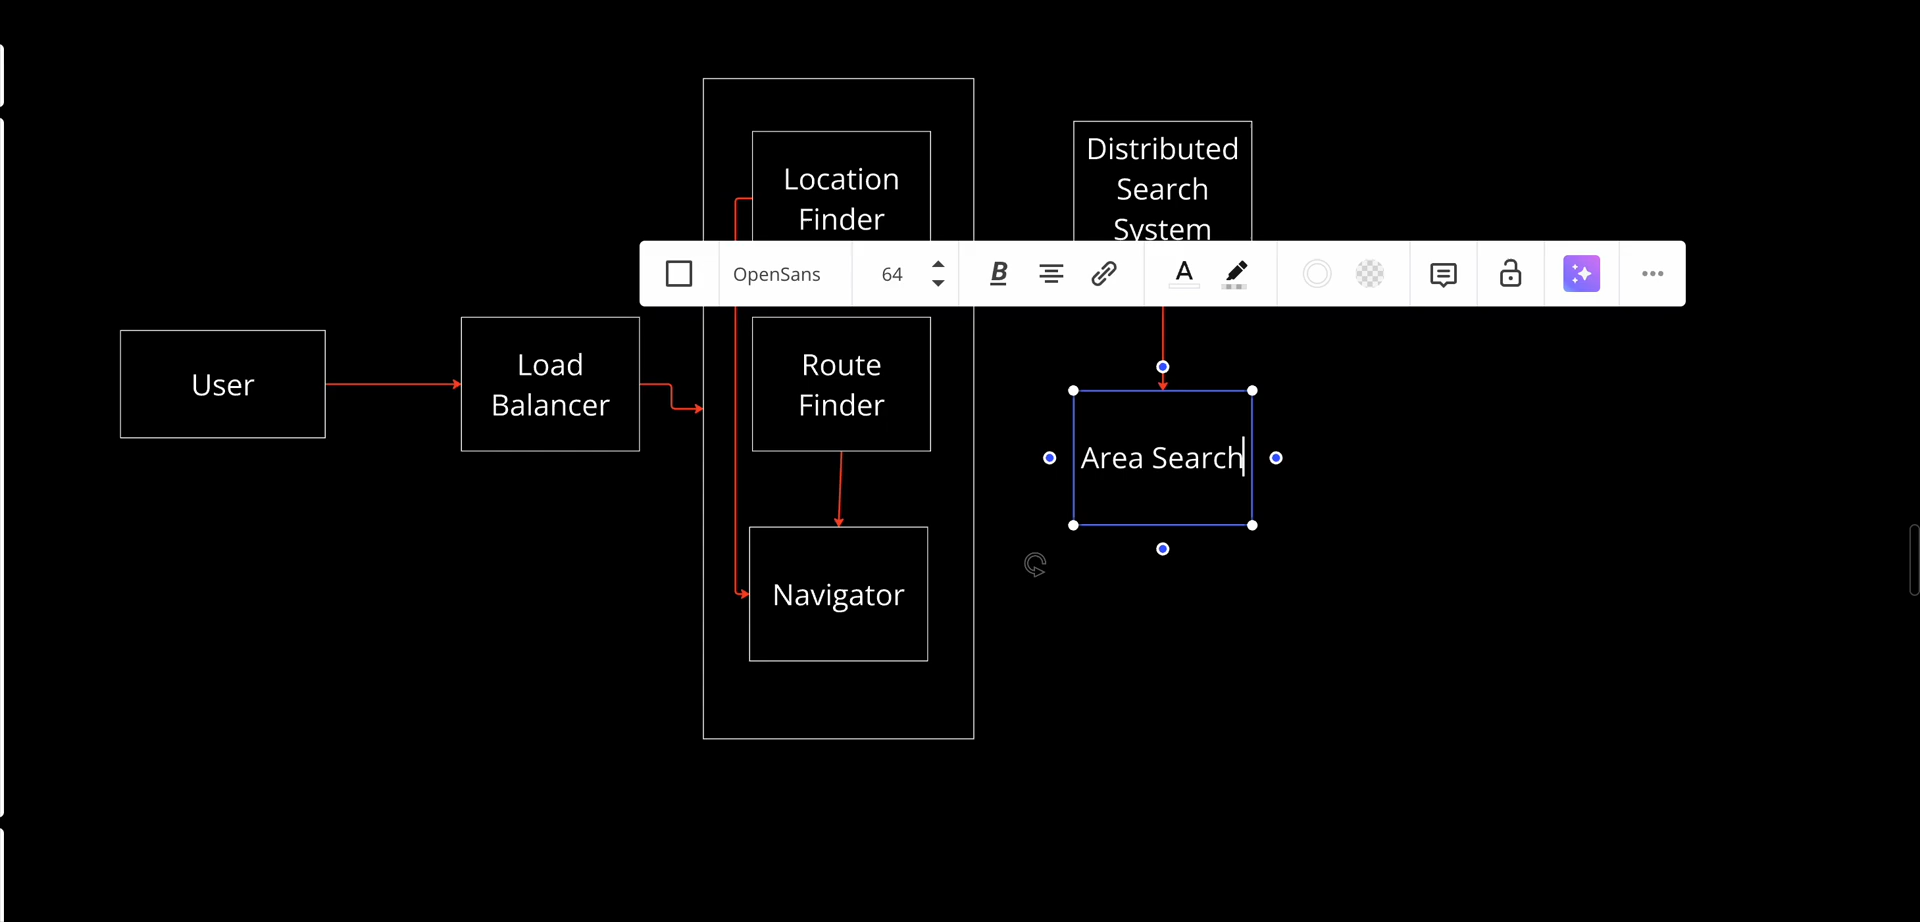 Distributed
Search
System
Location
Finder
OpenSans
64
B
A
User
Load
Balancer
Route
Finder
Area Search
Navigator